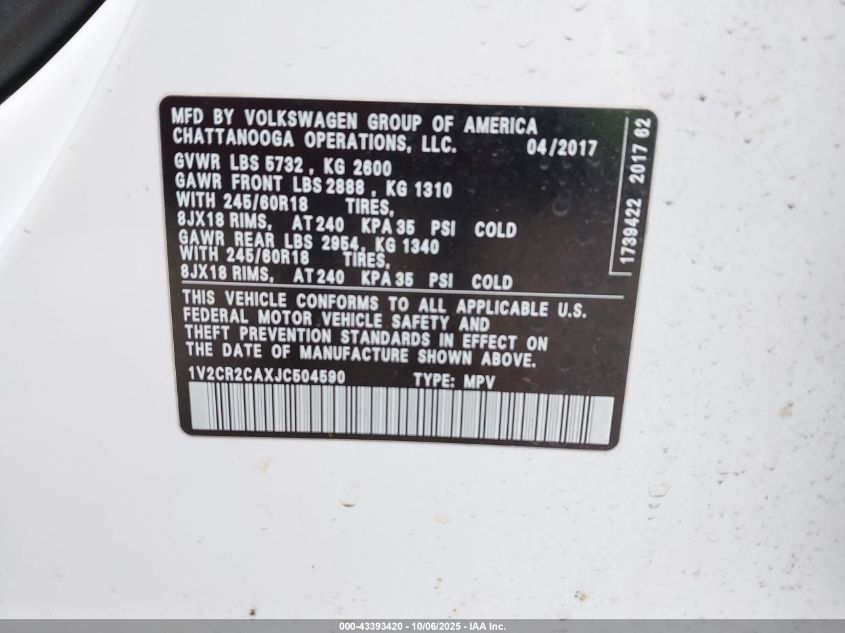 MFD BY VOLKSWAGEN GROUP OF AMERICA
CHATTANOOGA OPERATIONS, LLC. 04/2017
GVWR LBS 5732 , KG 2600
GAWR FRONT LBS 2888 , KG 1310
WITH 245/60R18 TIRES,
8JX18 RIMS, AT 240 KPA 35 PSI COLD
GAWR REAR LBS 2954, KG 1340
WITH 245/60R18 TIRES,
8JX18 RIMS, AT 240 KPA 35 PSI COLD
THIS VEHICLE CONFORMS TO ALL APPLICABLE U.S.
FEDERAL MOTOR VEHICLE SAFETY AND
THEFT PREVENTION STANDARDS IN EFFECT ON
THE DATE OF MANUFACTURE SHOWN ABOVE.
1V2CR2CAXJC504590 TYPE: MPV
1739422 2017 62
000-43393420 - 10/06/2025 - IAA Inc.